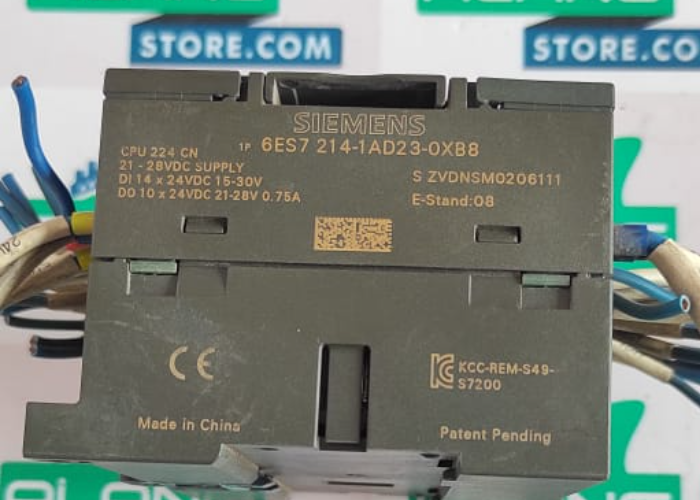 STORE.COM
STORE.COM
SIEMENS
CPU 224 CN
1P 6ES7 214-1AD23-0XB8
21 - 28VDC SUPPLY
DI 14 x 24VDC 15-30V
DO 10 x 24VDC 21-28V 0.75A
S ZVDNSM0206111
E-Stand:08
CE
KCC-REM-S49-
S7200
Made in China
Patent Pending